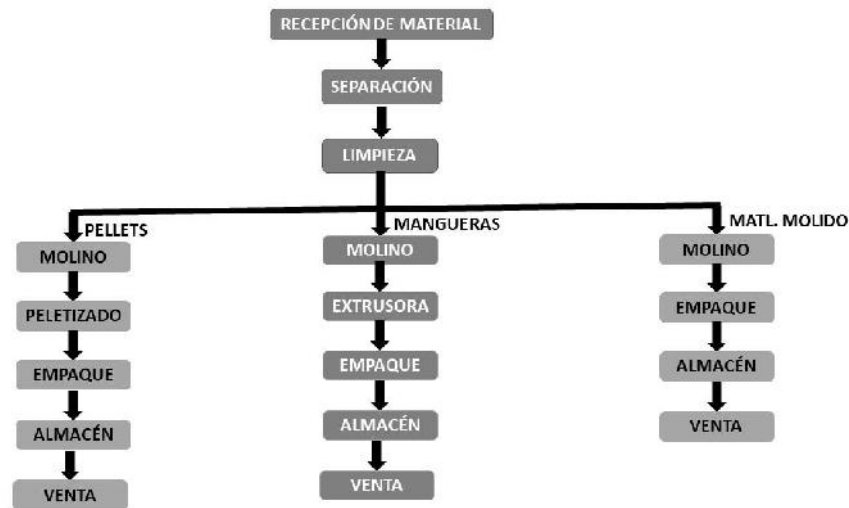 RECEPCIÓN DE MATERIAL
SEPARACIÓN
LIMPIEZA
PELLETS
MOLINO
PELETIZADO
EMPAQUE
ALMACÉN
VENTA
MANGUERAS
MOLINO
EXTRUSORA
EMPAQUE
ALMACÉN
VENTA
MATL. MOLIDO
MOLINO
EMPAQUE
ALMACÉN
VENTA